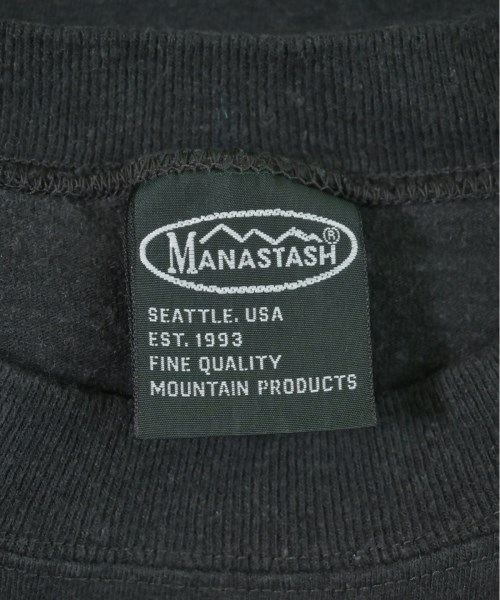 MANASTASH®
SEATTLE, USA
EST. 1993
FINE QUALITY
MOUNTAIN PRODUCTS